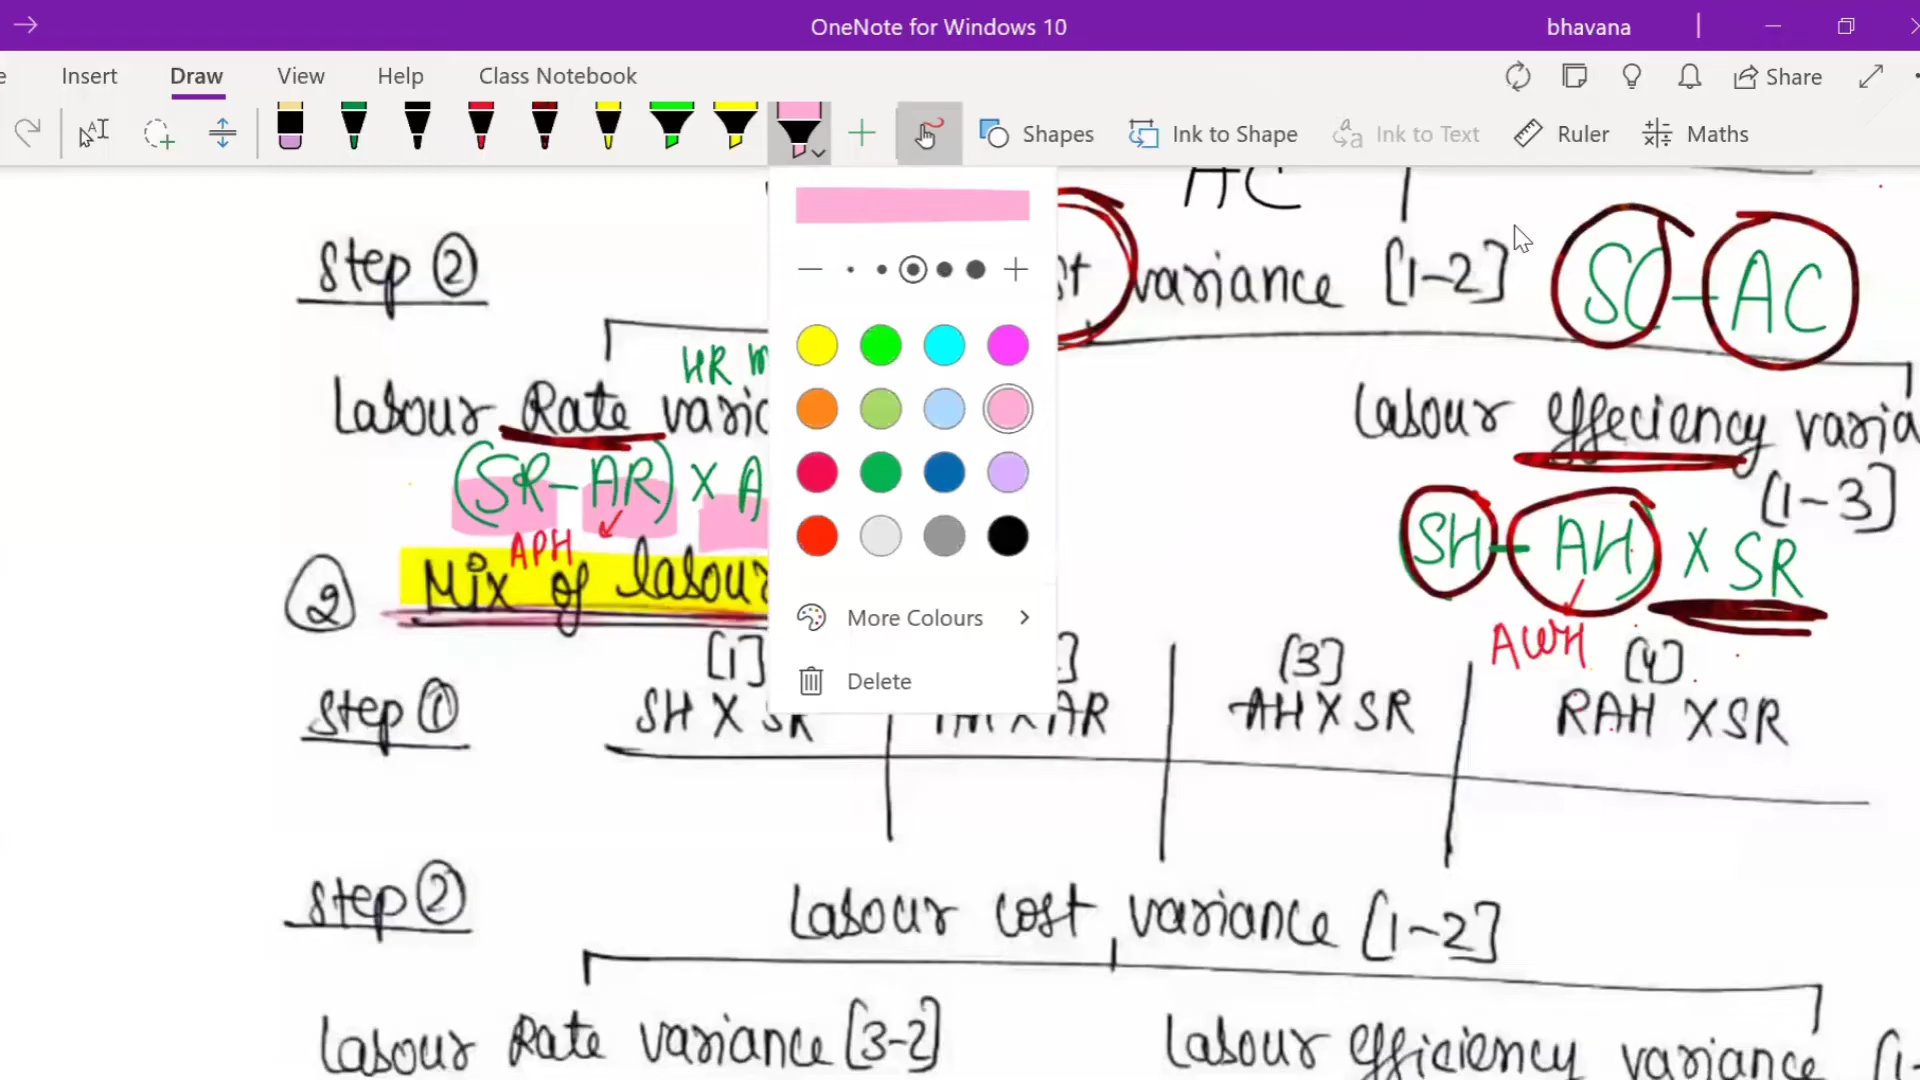 OneNote for Windows 10 bhavana
Insert Draw View Help Class Notebook Share
Shapes Ink to Shape Ink to Text Ruler Maths
AC
Step ② variance [1-2] SC-AC
HR
Labour Rate Labour effeciency
[1-3]
(SR-AR) X A SH-AH X SR
APH AWH
② Mix of labour
More Colours
Delete
[1] [3] [4]
Step ① SH X SR AR AH X SR RAH X SR
Step ② Labour cost variance [1-2]
Labour Rate variance [3-2] Labour efficiency variance